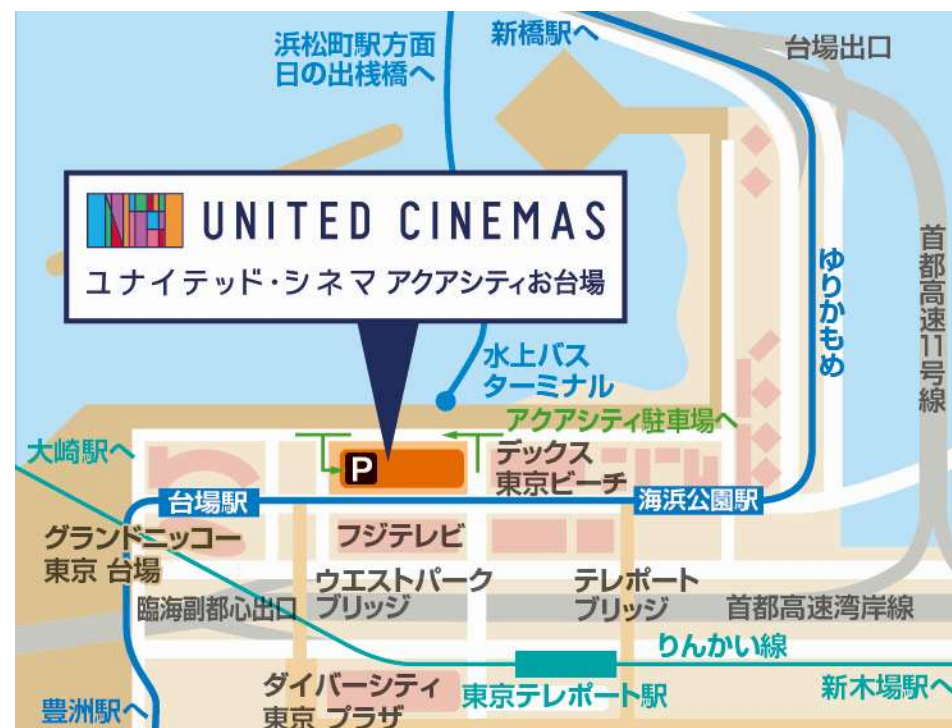 浜松町駅方面
日の出桟橋へ
新橋駅へ
台場出口
UNITED CINEMAS
ユナイテッド・シネマ アクアシティお台場
首都高速11号線
ゆりかもめ
水上バス
ターミナル
アクアシティ駐車場へ
大崎駅へ
P
デックス
東京ビーチ
台場駅
海浜公園駅
グランドニッコー
東京 台場
フジテレビ
ウエストパーク
ブリッジ
テレポート
ブリッジ
臨海副都心出口
首都高速湾岸線
りんかい線
東京テレポート駅
新木場駅へ
ダイバーシティ
東京 プラザ
豊洲駅へ